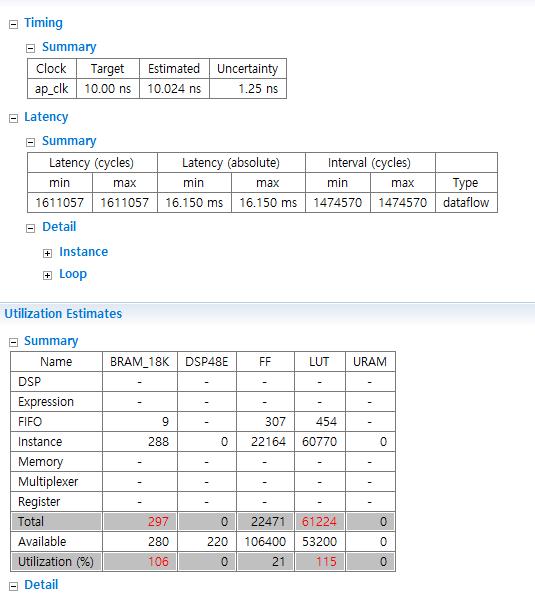 Timing
Summary
Clock Target Estimated Uncertainty
ap_clk 10.00 ns 10.024 ns 1.25 ns
Latency
Summary
Latency (cycles) Latency (absolute) Interval (cycles)
min max min max min max Type
1611057 1611057 16.150 ms 16.150 ms 1474570 1474570 dataflow
Detail
Instance
Loop
Utilization Estimates
Summary
Name BRAM_18K DSP48E FF LUT URAM
DSP - - - - -
Expression - - - - -
FIFO 9 - 307 454 -
Instance 288 0 22164 60770 0
Memory - - - - -
Multiplexer - - - - -
Register - - - - -
Total 297 0 22471 61224 0
Available 280 220 106400 53200 0
Utilization (%) 106 0 21 115 0
Detail